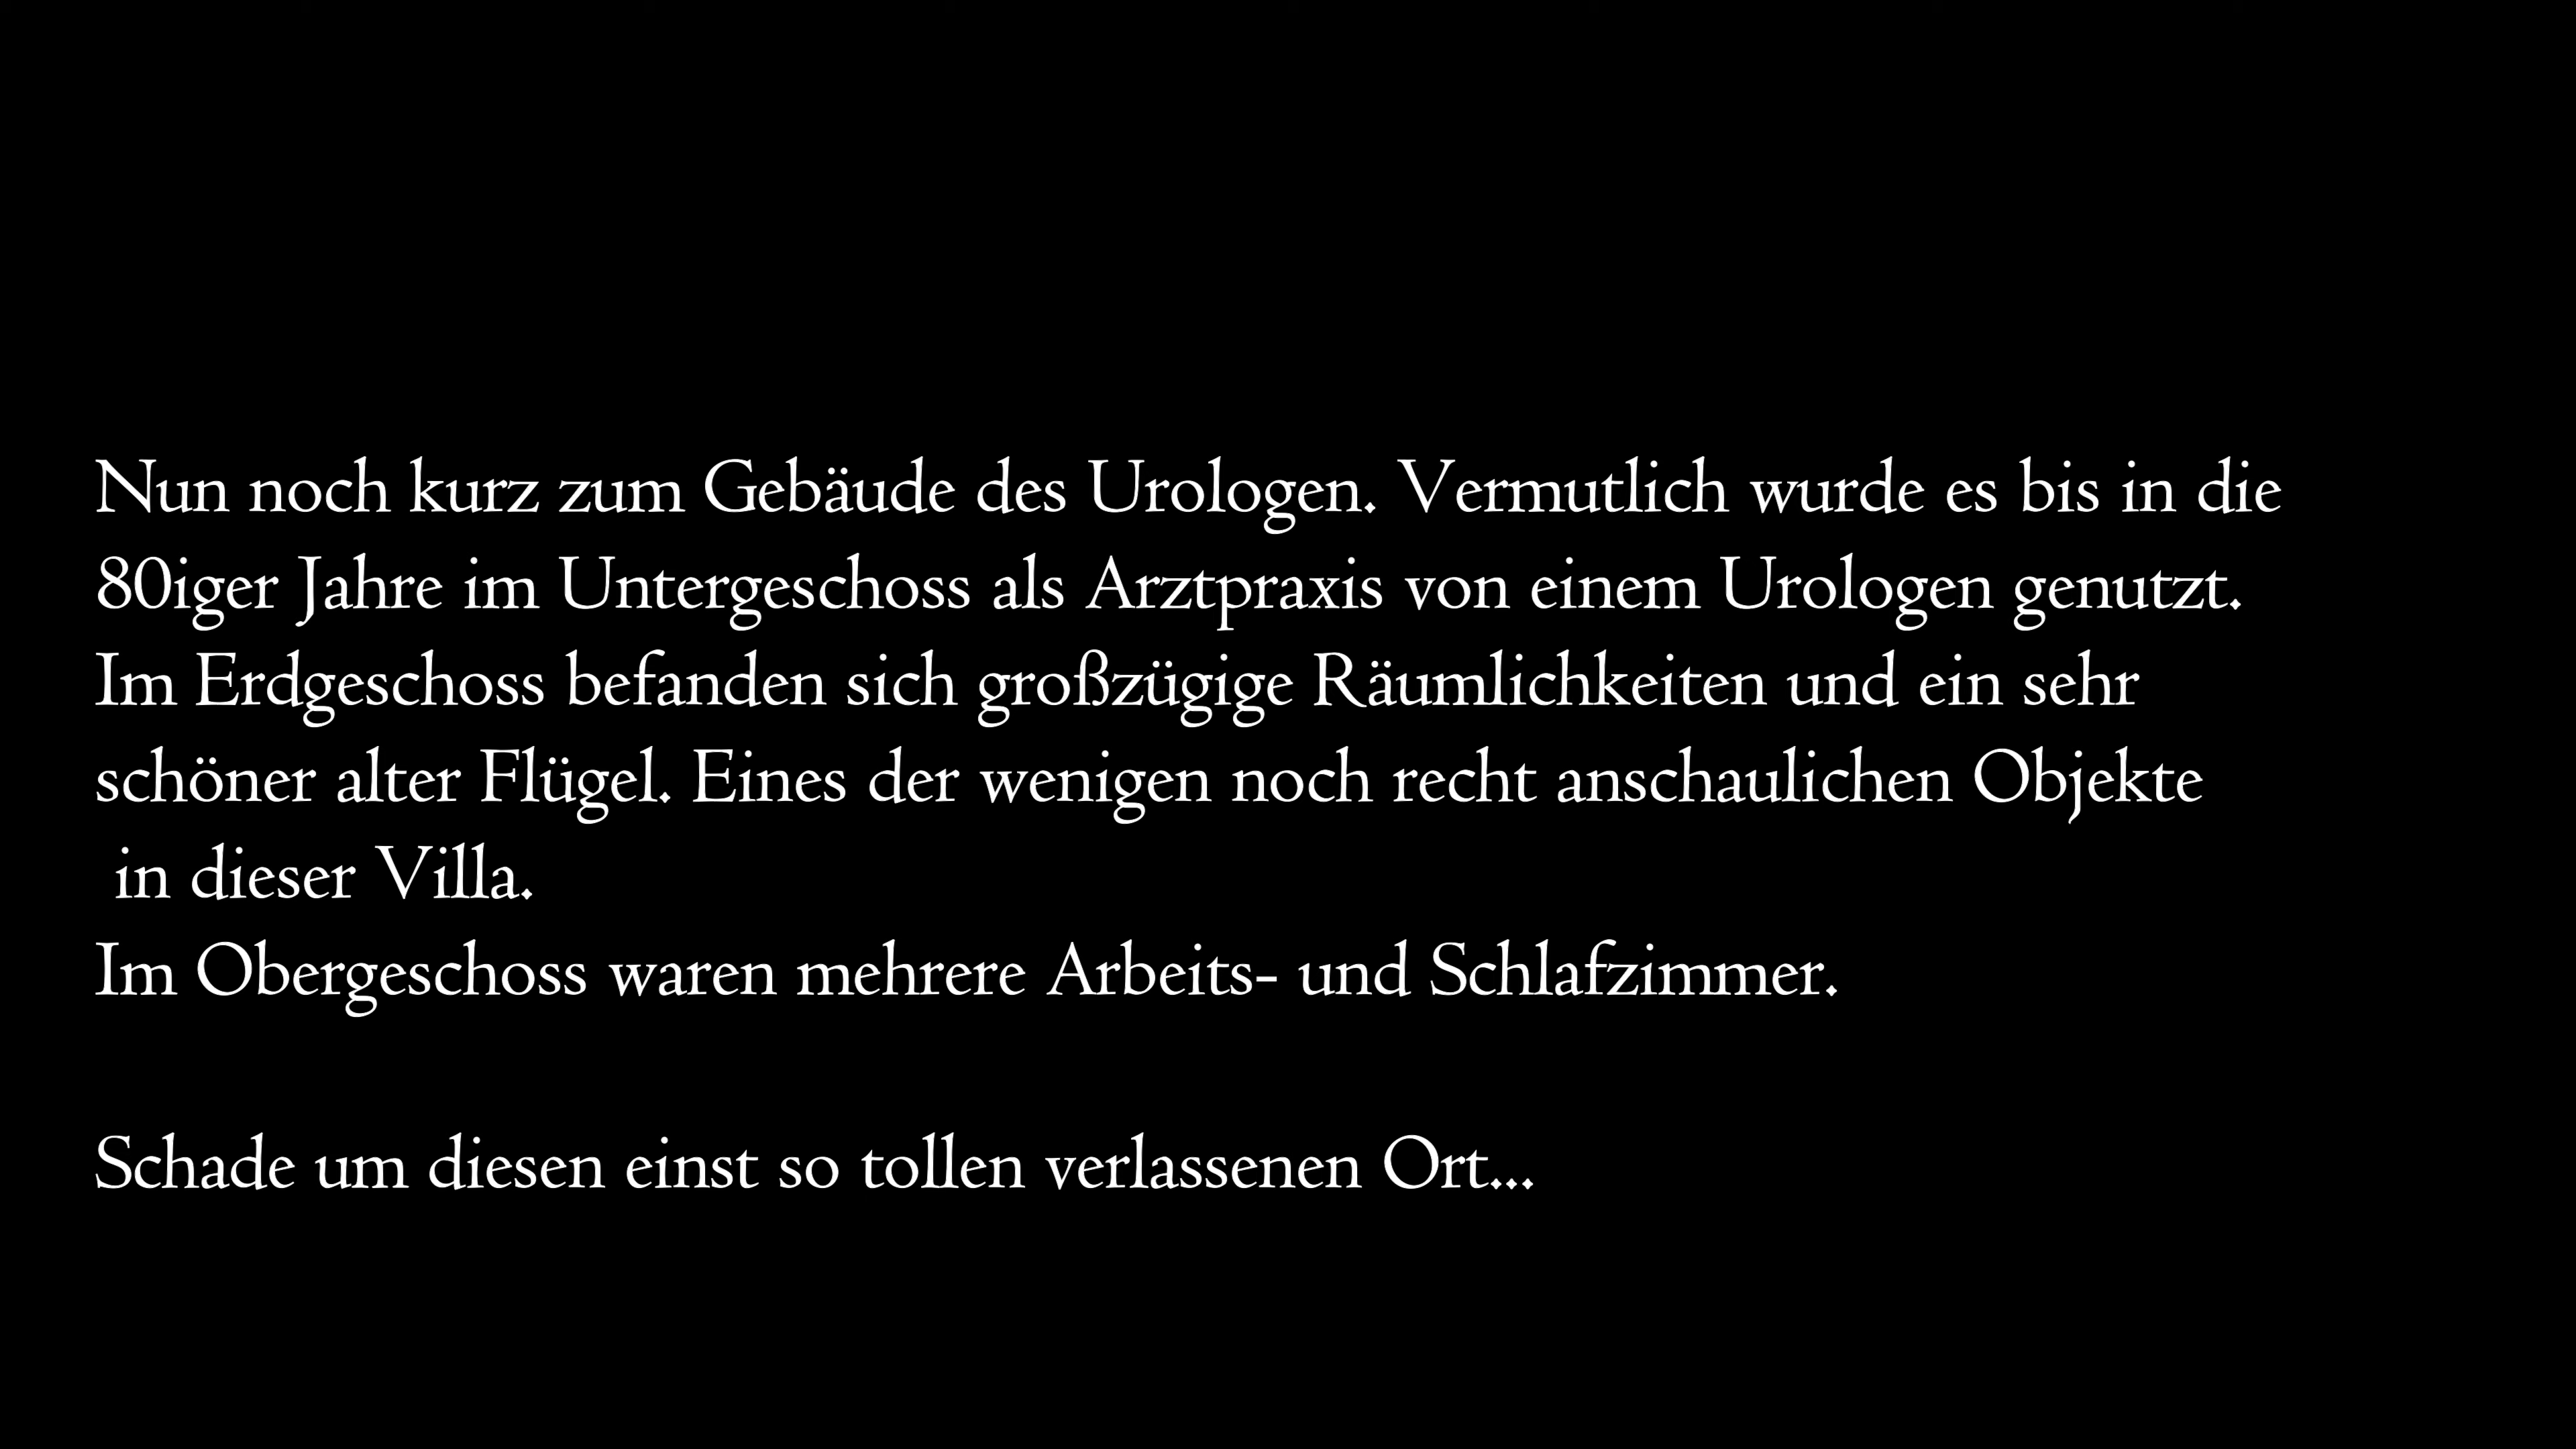 Nun noch kurz zum Gebäude des Urologen. Vermutlich wurde es bis in die
80iger Jahre im Untergeschoss als Arztpraxis von einem Urologen genutzt.
Im Erdgeschoss befanden sich großzügige Räumlichkeiten und ein sehr
schöner alter Flügel. Eines der wenigen noch recht anschaulichen Objekte
in dieser Villa.
Im Obergeschoss waren mehrere Arbeits- und Schlafzimmer.
Schade um diesen einst so tollen verlassenen Ort...